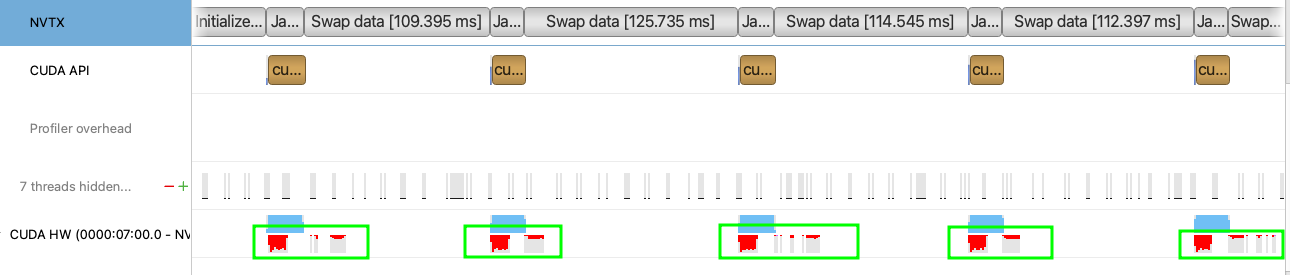 NVTX
Initialize... Ja... Swap data [109.395 ms] Ja... Swap data [125.735 ms] Ja... Swap data [114.545 ms] Ja... Swap data [112.397 ms] Ja... Swap...
CUDA API
cu... cu... cu... cu... cu...
Profiler overhead
7 threads hidden... − +
CUDA HW (0000:07:00.0 - NV